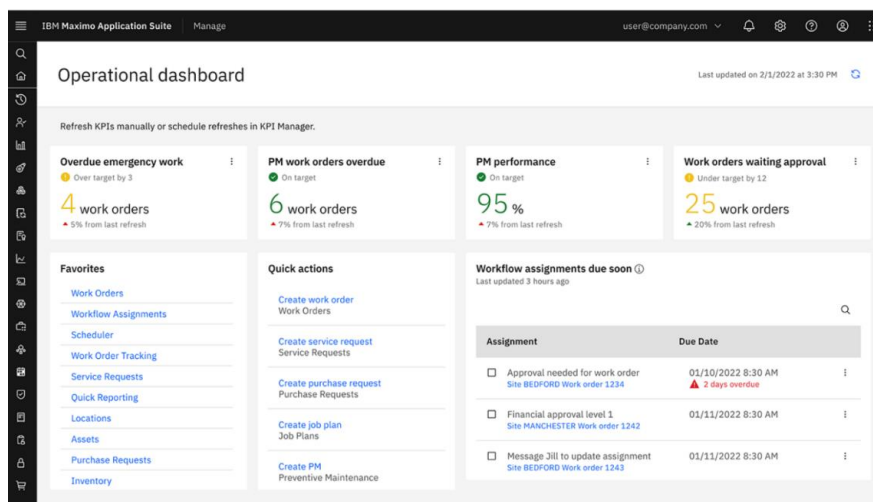 IBM Maximo Application Suite Manage user@company.com
Operational dashboard
Last updated on 2/1/2022 at 3:30 PM
Refresh KPIs manually or schedule refreshes in KPI Manager.
Overdue emergency work
Over target by 3
4 work orders
5% from last refresh
PM work orders overdue
On target
6 work orders
7% from last refresh
PM performance
On target
95 %
7% from last refresh
Work orders waiting approval
Under target by 12
25 work orders
20% from last refresh
Favorites
Work Orders
Workflow Assignments
Scheduler
Work Order Tracking
Service Requests
Quick Reporting
Locations
Assets
Purchase Requests
Inventory
Quick actions
Create work order
Work Orders
Create service request
Service Requests
Create purchase request
Purchase Requests
Create job plan
Job Plans
Create PM
Preventive Maintenance
Workflow assignments due soon
Last updated 3 hours ago
Assignment Due Date
Approval needed for work order 01/10/2022 8:30 AM
Site BEDFORD Work order 1234 2 days overdue
Financial approval level 1 01/11/2022 8:30 AM
Site MANCHESTER Work order 1242
Message Jill to update assignment 01/11/2022 8:30 AM
Site BEDFORD Work order 1243